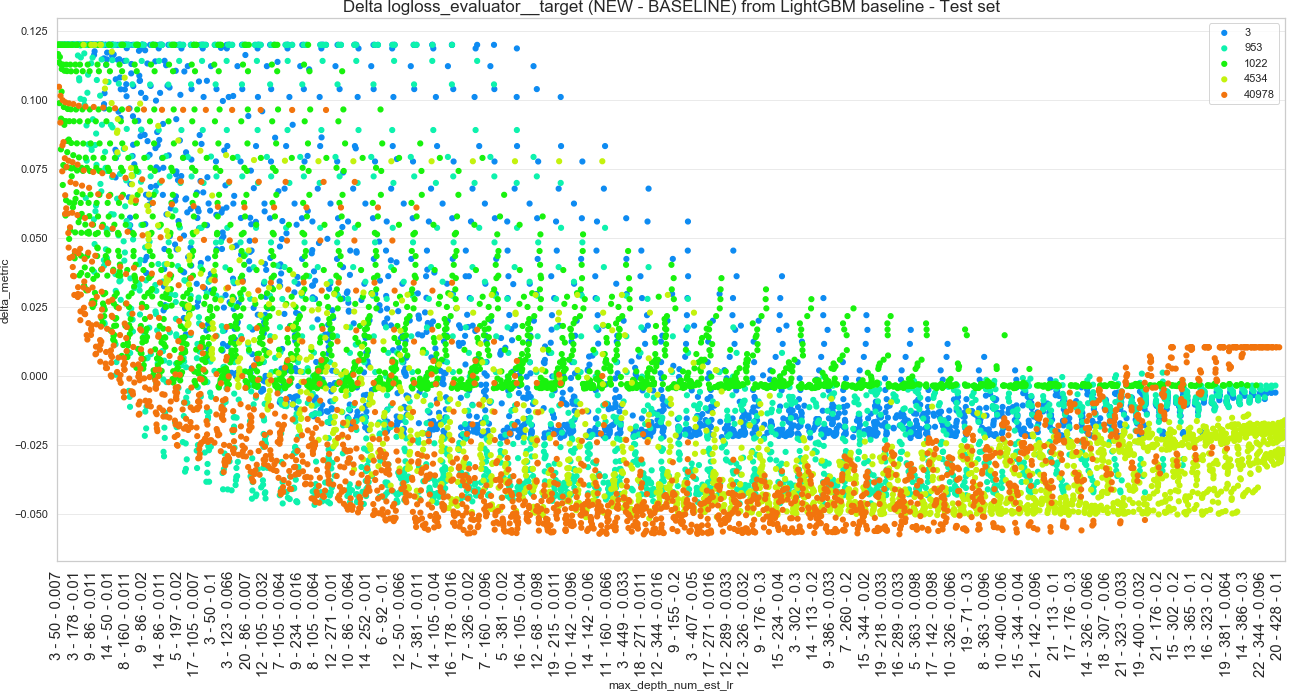 Delta logloss_evaluator__target (NEW - BASELINE) from LightGBM baseline - Test set
3
953
1022
4534
40978
delta_metric
0.125
0.100
0.075
0.050
0.025
0.000
−0.025
−0.050
3 - 50 - 0.007
3 - 178 - 0.01
9 - 86 - 0.011
14 - 50 - 0.01
8 - 160 - 0.011
9 - 86 - 0.02
14 - 86 - 0.011
5 - 197 - 0.02
17 - 105 - 0.007
3 - 50 - 0.1
3 - 123 - 0.066
20 - 86 - 0.007
12 - 105 - 0.032
7 - 105 - 0.064
9 - 234 - 0.016
8 - 105 - 0.064
12 - 271 - 0.01
10 - 86 - 0.064
14 - 252 - 0.01
6 - 92 - 0.1
12 - 50 - 0.066
7 - 381 - 0.011
14 - 105 - 0.04
16 - 178 - 0.016
7 - 326 - 0.02
7 - 160 - 0.096
5 - 381 - 0.02
16 - 105 - 0.04
12 - 68 - 0.098
19 - 215 - 0.011
10 - 142 - 0.096
14 - 142 - 0.06
11 - 160 - 0.066
3 - 449 - 0.033
18 - 271 - 0.011
12 - 344 - 0.016
9 - 155 - 0.2
3 - 407 - 0.05
17 - 271 - 0.016
12 - 289 - 0.033
12 - 326 - 0.032
9 - 176 - 0.3
15 - 234 - 0.04
3 - 302 - 0.3
14 - 113 - 0.2
9 - 386 - 0.033
7 - 260 - 0.2
15 - 344 - 0.02
19 - 218 - 0.033
16 - 289 - 0.033
5 - 363 - 0.098
17 - 142 - 0.098
10 - 326 - 0.066
19 - 71 - 0.3
8 - 363 - 0.096
10 - 400 - 0.06
15 - 344 - 0.04
21 - 142 - 0.096
21 - 113 - 0.1
17 - 176 - 0.3
14 - 326 - 0.066
18 - 307 - 0.06
21 - 323 - 0.033
19 - 400 - 0.032
21 - 176 - 0.2
15 - 302 - 0.2
13 - 365 - 0.1
16 - 323 - 0.2
19 - 381 - 0.064
14 - 386 - 0.3
22 - 344 - 0.096
20 - 428 - 0.1
max_depth_num_est_lr